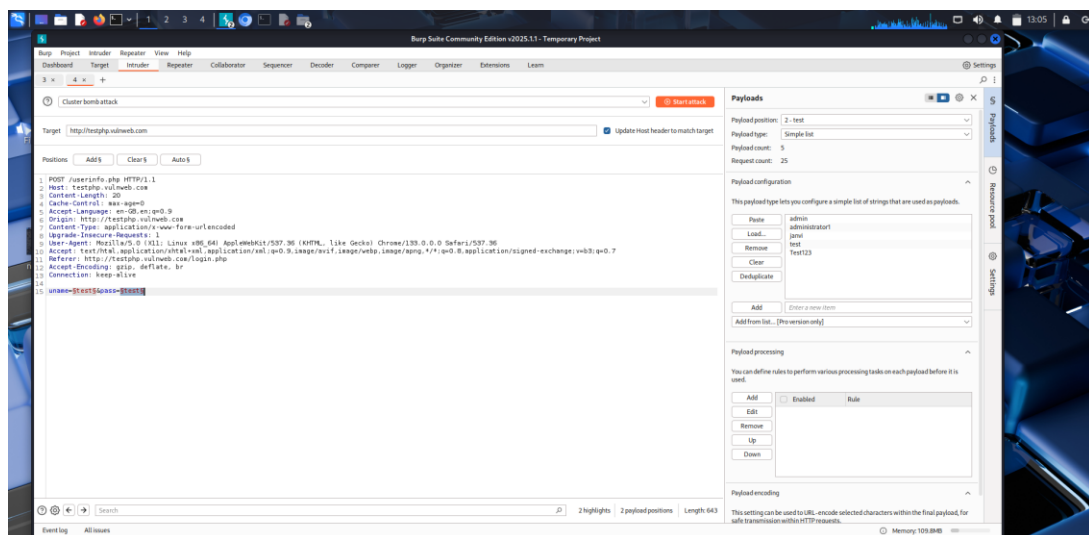 1 2 3 4
13:05
Burp Suite Community Edition v2025.1.1 - Temporary Project
Burp Project Intruder Repeater View Help
Dashboard Target Intruder Repeater Collaborator Sequencer Decoder Comparer Logger Organizer Extensions Learn
Settings
3 × 4 × +
Cluster bomb attack
Start attack
Target http://testphp.vulnweb.com
Update Host header to match target
Positions Add § Clear § Auto §
1 POST /userinfo.php HTTP/1.1
2 Host: testphp.vulnweb.com
3 Content-Length: 20
4 Cache-Control: max-age=0
5 Accept-Language: en-GB,en;q=0.9
6 Origin: http://testphp.vulnweb.com
7 Content-Type: application/x-www-form-urlencoded
8 Upgrade-Insecure-Requests: 1
9 User-Agent: Mozilla/5.0 (X11; Linux x86_64) AppleWebKit/537.36 (KHTML, like Gecko) Chrome/133.0.0.0 Safari/537.36
10 Accept: text/html,application/xhtml+xml,application/xml;q=0.9,image/avif,image/webp,image/apng,*/*;q=0.8,application/signed-exchange;v=b3;q=0.7
11 Referer: http://testphp.vulnweb.com/login.php
12 Accept-Encoding: gzip, deflate, br
13 Connection: keep-alive
14
15 uname=§test§&pass=§test§
Search
2 highlights 2 payload positions Length: 643
Event log All issues
Memory: 109.8MB
Payloads
Payload position: 2 - test
Payload type: Simple list
Payload count: 5
Request count: 25
Payload configuration
This payload type lets you configure a simple list of strings that are used as payloads.
Paste
Load...
Remove
Clear
Deduplicate
admin
administrator1
janvi
test
Test123
Add Enter a new item
Add from list... [Pro version only]
Payload processing
You can define rules to perform various processing tasks on each payload before it is
used.
Add
Edit
Remove
Up
Down
Enabled Rule
Payload encoding
This setting can be used to URL-encode selected characters within the final payload, for
safe transmission within HTTP requests.
Payloads
Resource pool
Settings